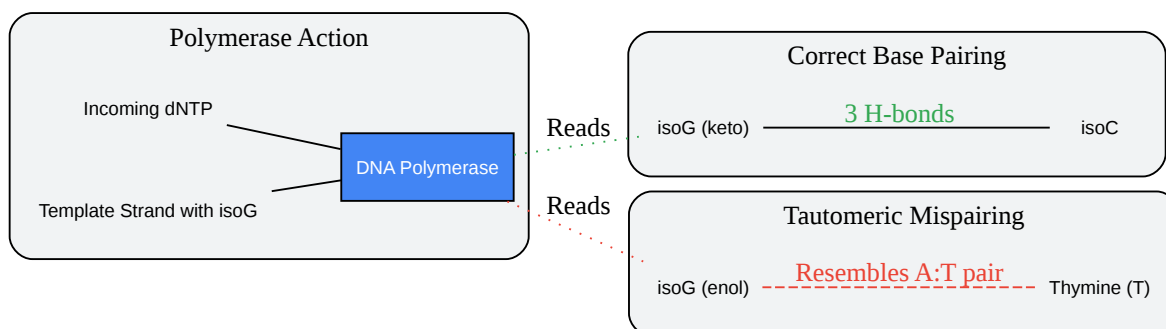 Polymerase Action
Incoming dNTP
DNA Polymerase
Template Strand with isoG
Reads
Reads
Correct Base Pairing
isoG (keto)
3 H-bonds
isoC
Tautomeric Mispairing
isoG (enol)
Resembles A:T pair
Thymine (T)